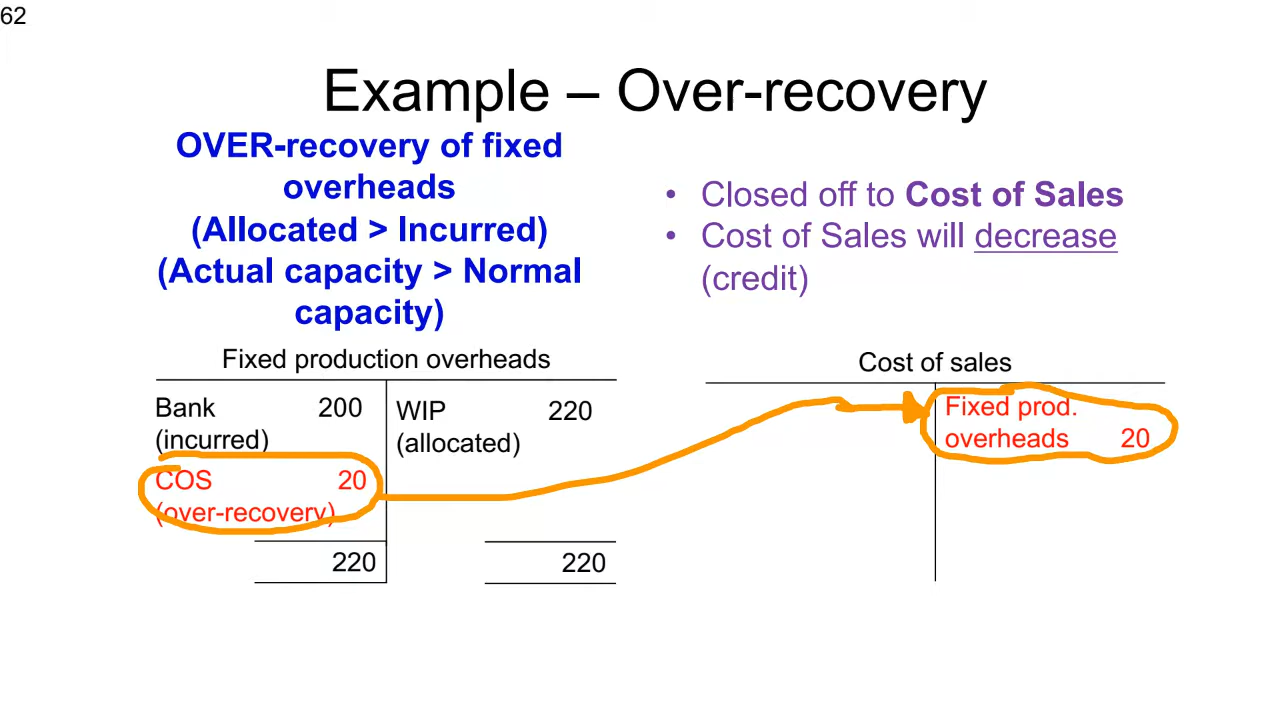 62
Example – Over-recovery
OVER-recovery of fixed
overheads
(Allocated > Incurred)
(Actual capacity > Normal
capacity)
• Closed off to Cost of Sales
• Cost of Sales will decrease
(credit)
Fixed production overheads
Bank 200
(incurred)
COS 20
(over-recovery)
220
WIP 220
(allocated)
220
Cost of sales
Fixed prod.
overheads 20